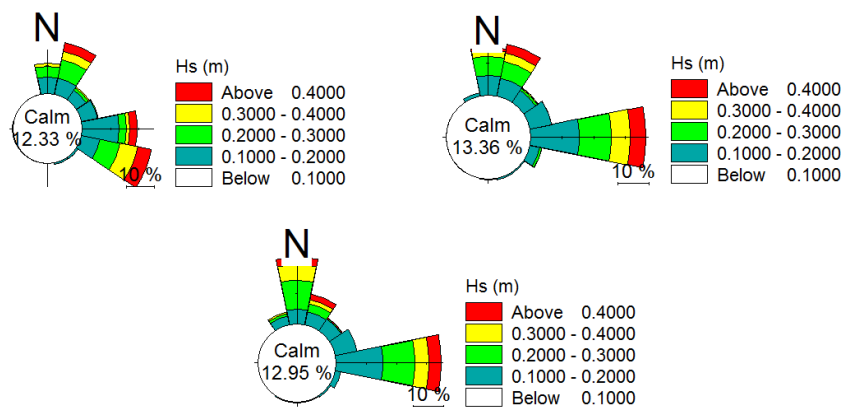 N
Hs (m)
Above 0.4000
0.3000 - 0.4000
0.2000 - 0.3000
0.1000 - 0.2000
Below 0.1000
Calm
12.33 %
10 %
N
Hs (m)
Above 0.4000
0.3000 - 0.4000
0.2000 - 0.3000
0.1000 - 0.2000
Below 0.1000
Calm
13.36 %
10 %
N
Hs (m)
Above 0.4000
0.3000 - 0.4000
0.2000 - 0.3000
0.1000 - 0.2000
Below 0.1000
Calm
12.95 %
10 %